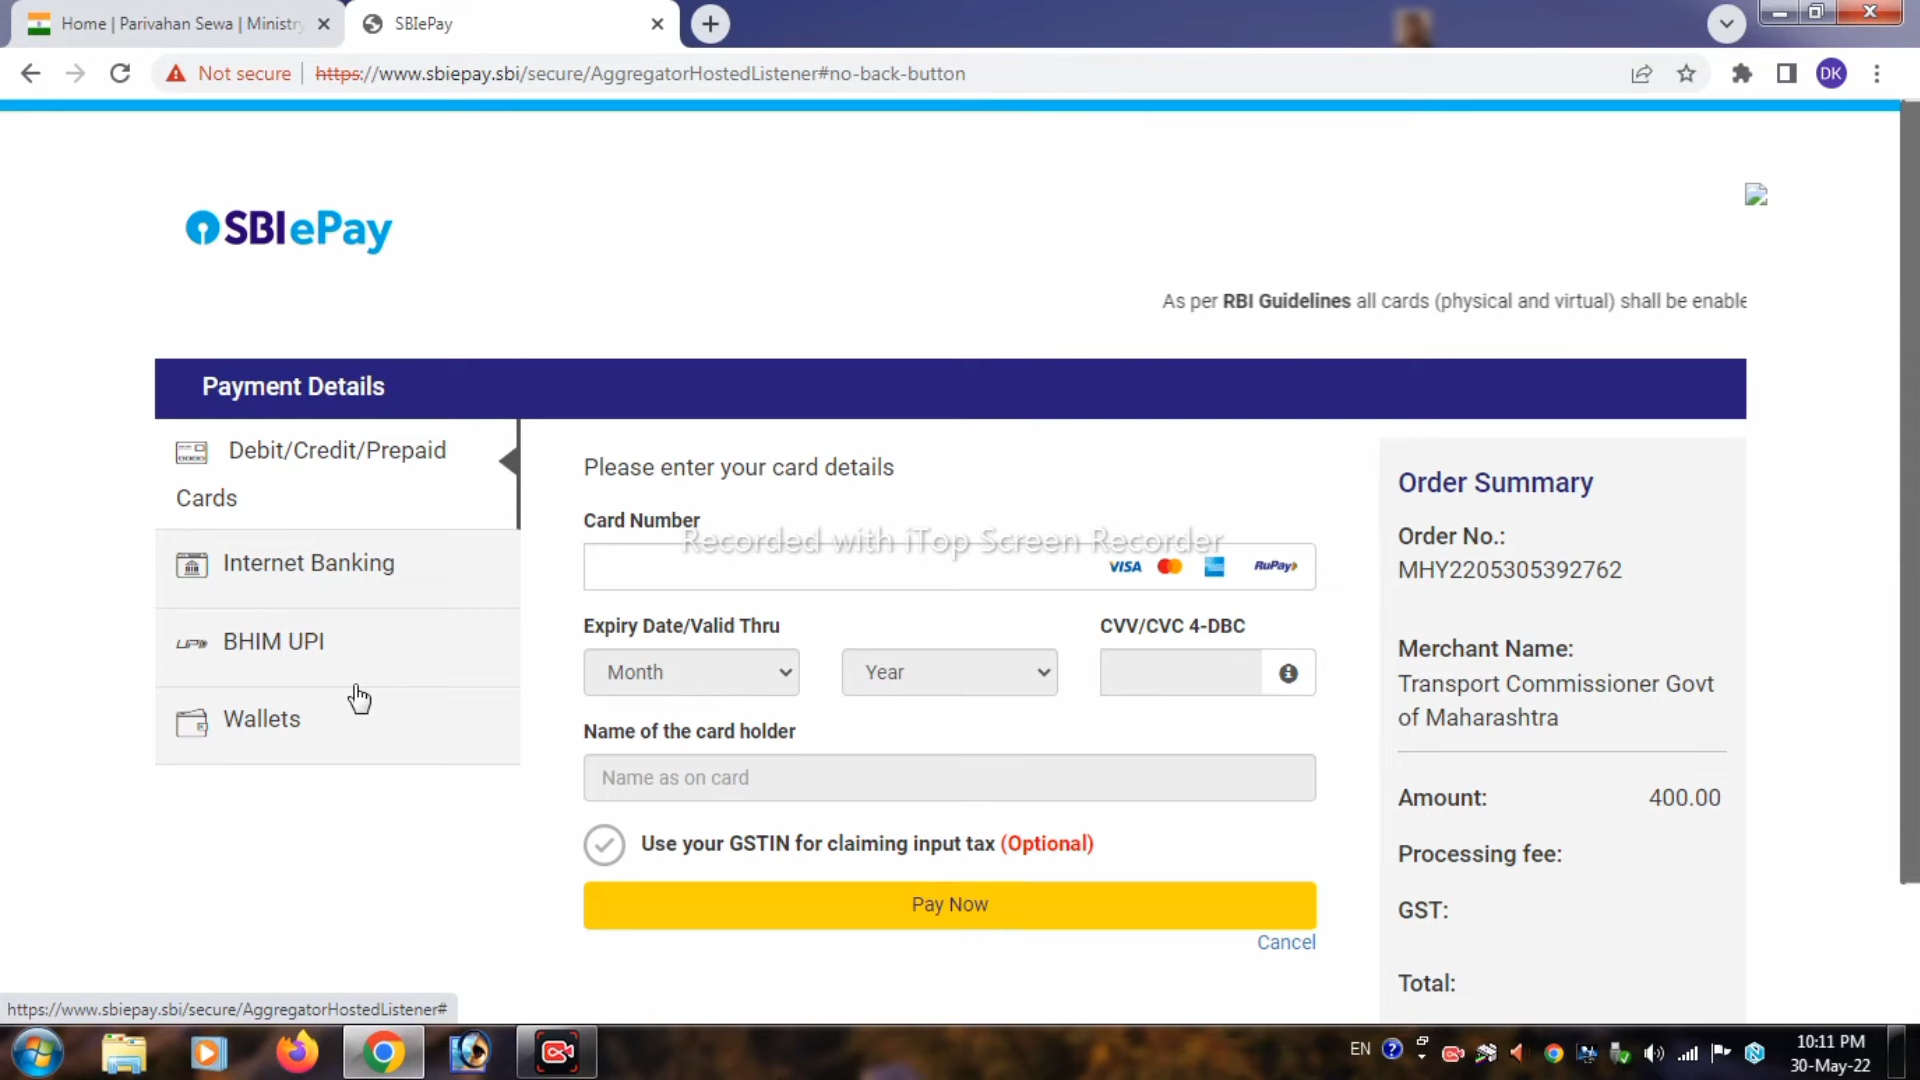 Home | Parivahan Sewa | Ministry
SBIePay
Not secure | https://www.sbiepay.sbi/secure/AggregatorHostedListener#no-back-button
DK
SBI ePay
As per RBI Guidelines all cards (physical and virtual) shall be enable
Payment Details
Debit/Credit/Prepaid
Cards
Internet Banking
BHIM UPI
Wallets
Please enter your card details
Card Number
Recorded with iTop Screen Recorder
VISA RuPay
Expiry Date/Valid Thru
CVV/CVC 4-DBC
Month
Year
Name of the card holder
Name as on card
Use your GSTIN for claiming input tax (Optional)
Pay Now
Cancel
Order Summary
Order No.:
MHY2205305392762
Merchant Name:
Transport Commissioner Govt
of Maharashtra
Amount: 400.00
Processing fee:
GST:
Total:
https://www.sbiepay.sbi/secure/AggregatorHostedListener#
EN
10:11 PM
30-May-22